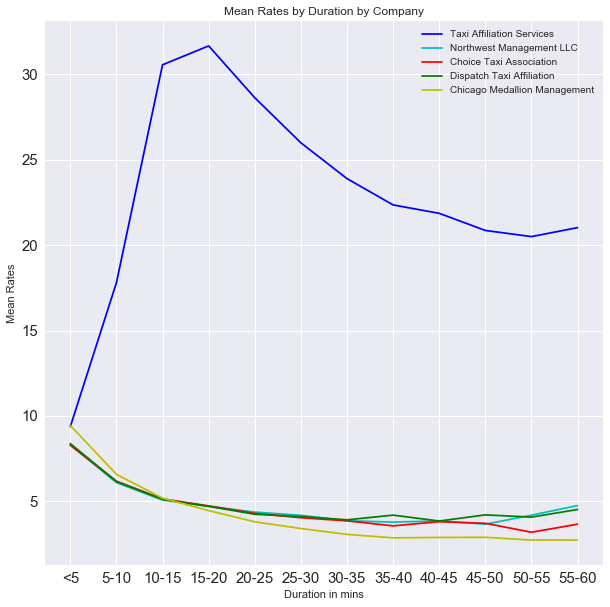 Mean Rates by Duration by Company
Taxi Affiliation Services
Northwest Management LLC
Choice Taxi Association
Dispatch Taxi Affiliation
Chicago Medallion Management
30
25
20
15
10
5
Mean Rates
<5 5-10 10-15 15-20 20-25 25-30 30-35 35-40 40-45 45-50 50-55 55-60
Duration in mins